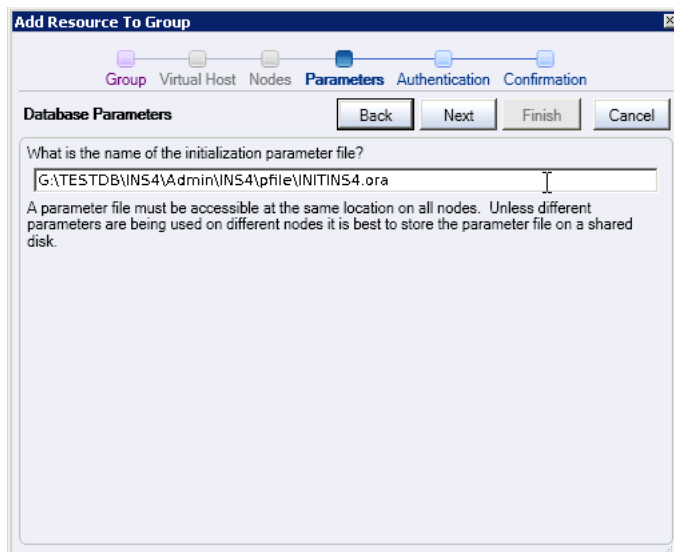 Add Resource To Group
Group Virtual Host Nodes Parameters Authentication Confirmation
Database Parameters Back Next Finish Cancel
What is the name of the initialization parameter file?
G:\TESTDB\INS4\Admin\INS4\pfile\INITINS4.ora
A parameter file must be accessible at the same location on all nodes. Unless different
parameters are being used on different nodes it is best to store the parameter file on a shared
disk.